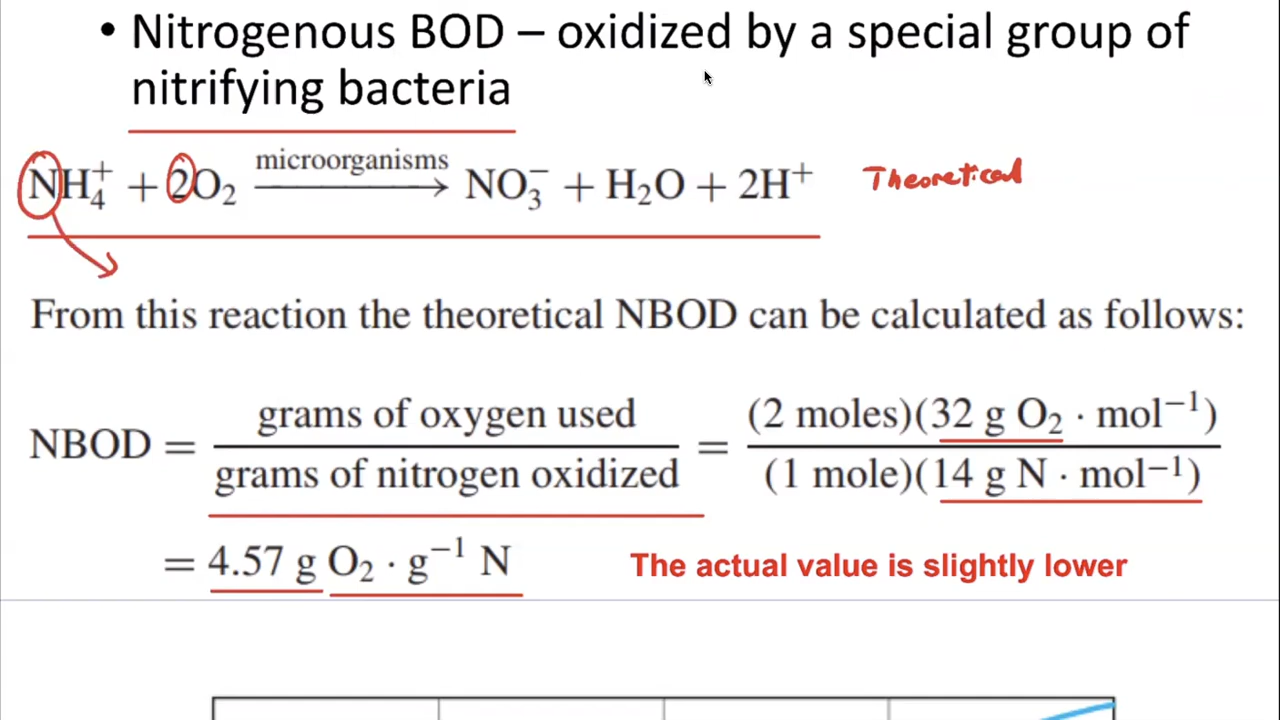 • Nitrogenous BOD – oxidized by a special group of
nitrifying bacteria
NH₄⁺ + 2O₂ —microorganisms→ NO₃⁻ + H₂O + 2H⁺ Theoretical
From this reaction the theoretical NBOD can be calculated as follows:
NBOD = grams of oxygen used / grams of nitrogen oxidized = (2 moles)(32 g O₂ · mol⁻¹) / (1 mole)(14 g N · mol⁻¹)
= 4.57 g O₂ · g⁻¹ N The actual value is slightly lower